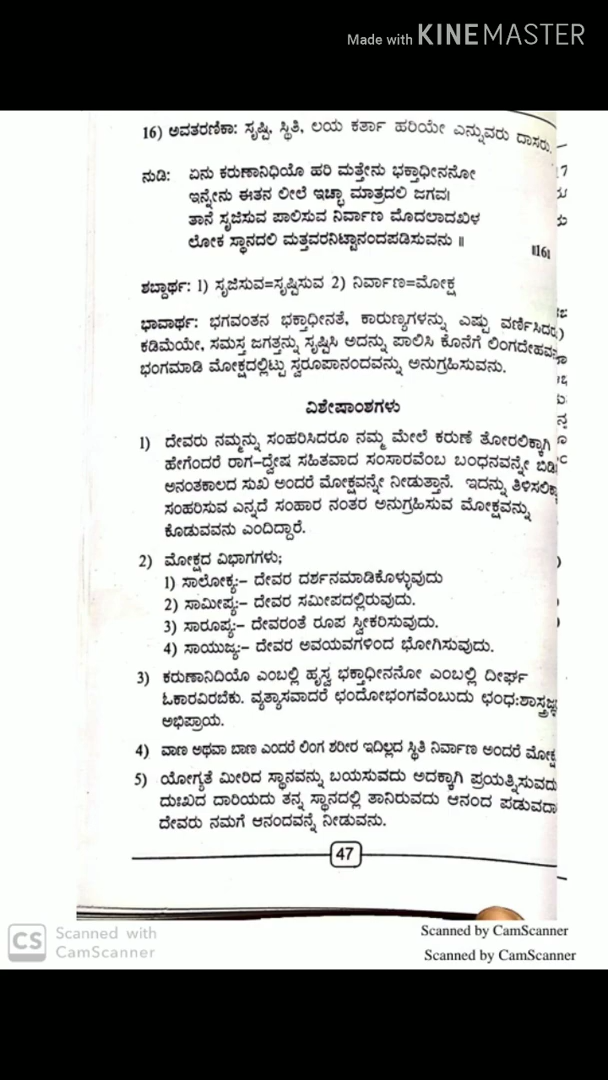 Made with KINEMASTER
16) ಅವತರಣಿಕಾ: ಸೃಷ್ಟಿ, ಸ್ಥಿತಿ, ಲಯ ಕರ್ತಾ ಹರಿಯೇ ಎನ್ನುವರು ದಾಸರು.
ನುಡಿ: ಏನು ಕರುಣಾನಿಧಿಯೊ ಹರಿ ಮತ್ತೇನು ಭಕ್ತಾಧೀನನೋ
ಇನ್ನೇನು ಈತನ ಲೀಲೆ ಇಚ್ಛಾ ಮಾತ್ರದಲಿ ಜಗವ।
ತಾನೆ ಸೃಜಿಸುವ ಪಾಲಿಸುವ ನಿರ್ವಾಣ ಮೊದಲಾದಖಿಳ
ಲೋಕ ಸ್ಥಾನದಲಿ ಮತ್ತವರನಿಟ್ಟಾನಂದಪಡಿಸುವನು ॥
॥16॥
ಶಬ್ದಾರ್ಥ: 1) ಸೃಜಿಸುವ=ಸೃಷ್ಟಿಸುವ 2) ನಿರ್ವಾಣ=ಮೋಕ್ಷ
ಭಾವಾರ್ಥ: ಭಗವಂತನ ಭಕ್ತಾಧೀನತೆ, ಕಾರುಣ್ಯಗಳನ್ನು ಎಷ್ಟು ವರ್ಣಿಸಿದರು
ಕಡಿಮೆಯೇ, ಸಮಸ್ತ ಜಗತ್ತನ್ನು ಸೃಷ್ಟಿಸಿ ಅದನ್ನು ಪಾಲಿಸಿ ಕೊನೆಗೆ ಲಿಂಗದೇಹವ
ಭಂಗಮಾಡಿ ಮೋಕ್ಷದಲ್ಲಿಟ್ಟು ಸ್ವರೂಪಾನಂದವನ್ನು ಅನುಗ್ರಹಿಸುವನು.
ವಿಶೇಷಾಂಶಗಳು
1) ದೇವರು ನಮ್ಮನ್ನು ಸಂಹರಿಸಿದರೂ ನಮ್ಮ ಮೇಲೆ ಕರುಣೆ ತೋರಲಿಕ್ಕಾಗಿ
ಹೇಗೆಂದರೆ ರಾಗ-ದ್ವೇಷ ಸಹಿತವಾದ ಸಂಸಾರವೆಂಬ ಬಂಧನವನ್ನೇ ಬಿಡಿ
ಅನಂತಕಾಲದ ಸುಖ ಅಂದರೆ ಮೋಕ್ಷವನ್ನೇ ನೀಡುತ್ತಾನೆ. ಇದನ್ನು ತಿಳಿಸಲಿಕ್ಕಾ
ಸಂಹರಿಸುವ ಎನ್ನದೆ ಸಂಹಾರ ನಂತರ ಅನುಗ್ರಹಿಸುವ ಮೋಕ್ಷವನ್ನು
ಕೊಡುವವನು ಎಂದಿದ್ದಾರೆ.
2) ಮೋಕ್ಷದ ವಿಭಾಗಗಳು;
1) ಸಾಲೋಕ್ಯ:- ದೇವರ ದರ್ಶನಮಾಡಿಕೊಳ್ಳುವುದು
2) ಸಾಮೀಪ್ಯ:- ದೇವರ ಸಮೀಪದಲ್ಲಿರುವುದು.
3) ಸಾರೂಪ್ಯ:- ದೇವರಂತೆ ರೂಪ ಸ್ವೀಕರಿಸುವುದು.
4) ಸಾಯುಜ್ಯ:- ದೇವರ ಅವಯವಗಳಿಂದ ಭೋಗಿಸುವುದು.
3) ಕರುಣಾನಿದಿಯೊ ಎಂಬಲ್ಲಿ ಹೃಸ್ವ ಭಕ್ತಾಧೀನನೋ ಎಂಬಲ್ಲಿ ದೀರ್ಘ
ಓಕಾರವಿರಬೇಕು. ವ್ಯತ್ಯಾಸವಾದರೆ ಛಂದೋಭಂಗವೆಂಬುದು ಛಂಧ:ಶಾಸ್ತ್ರಜ್ಞ
ಅಭಿಪ್ರಾಯ.
4) ವಾಣ ಅಥವಾ ಬಾಣ ಎಂದರೆ ಲಿಂಗ ಶರೀರ ಇದಿಲ್ಲದ ಸ್ಥಿತಿ ನಿರ್ವಾಣ ಅಂದರೆ ಮೋಕ್ಷ
5) ಯೋಗ್ಯತೆ ಮೀರಿದ ಸ್ಥಾನವನ್ನು ಬಯಸುವದು ಅದಕ್ಕಾಗಿ ಪ್ರಯತ್ನಿಸುವದು
ದುಃಖದ ದಾರಿಯದು ತನ್ನ ಸ್ಥಾನದಲ್ಲಿ ತಾನಿರುವದು ಆನಂದ ಪಡುವದಾ
ದೇವರು ನಮಗೆ ಆನಂದವನ್ನೆ ನೀಡುವನು.
47
CS Scanned with
CamScanner
Scanned by CamScanner
Scanned by CamScanner